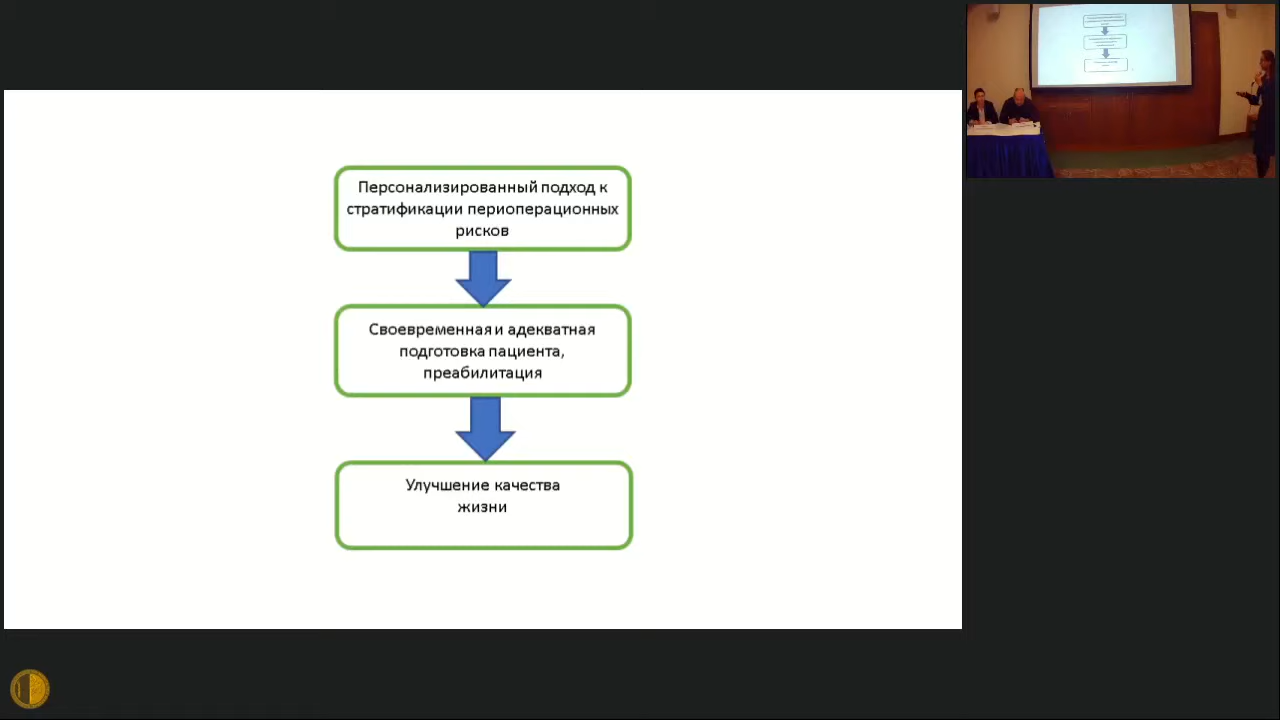 Персонализированный подход к
стратификации периоперационных
рисков
Своевременная и адекватная
подготовка пациента,
преабилитация
Улучшение качества
жизни